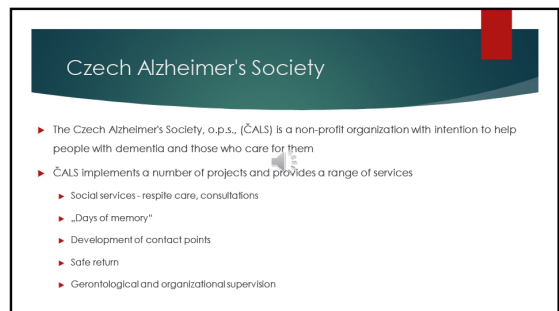 Czech Alzheimer's Society
The Czech Alzheimer's Society, o.p.s., (ČALS) is a non-profit organization with intention to help
people with dementia and those who care for them
ČALS implements a number of projects and provides a range of services
Social services - respite care, consultations
„Days of memory“
Development of contact points
Safe return
Gerontological and organizational supervision